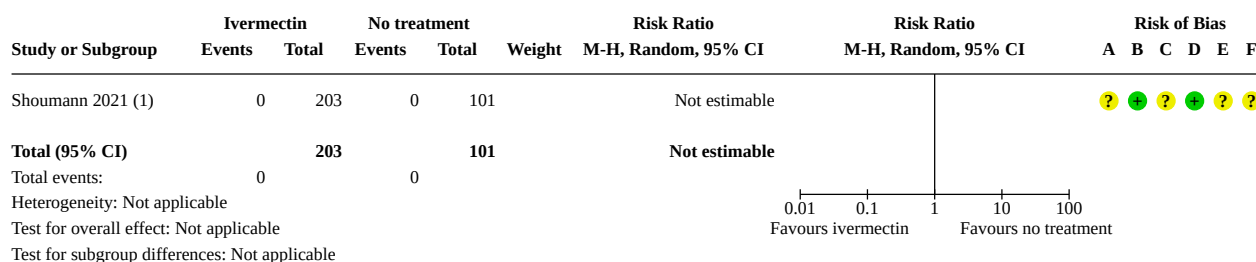 Ivermectin No treatment Risk Ratio Risk Ratio Risk of Bias
Study or Subgroup Events Total Events Total Weight M-H, Random, 95% CI M-H, Random, 95% CI A B C D E F
Shoumann 2021 (1) 0 203 0 101 Not estimable ? + ? + ? ?
Total (95% CI) 203 101 Not estimable
Total events: 0 0
Heterogeneity: Not applicable
0.01 0.1 1 10 100
Test for overall effect: Not applicable Favours ivermectin Favours no treatment
Test for subgroup differences: Not applicable